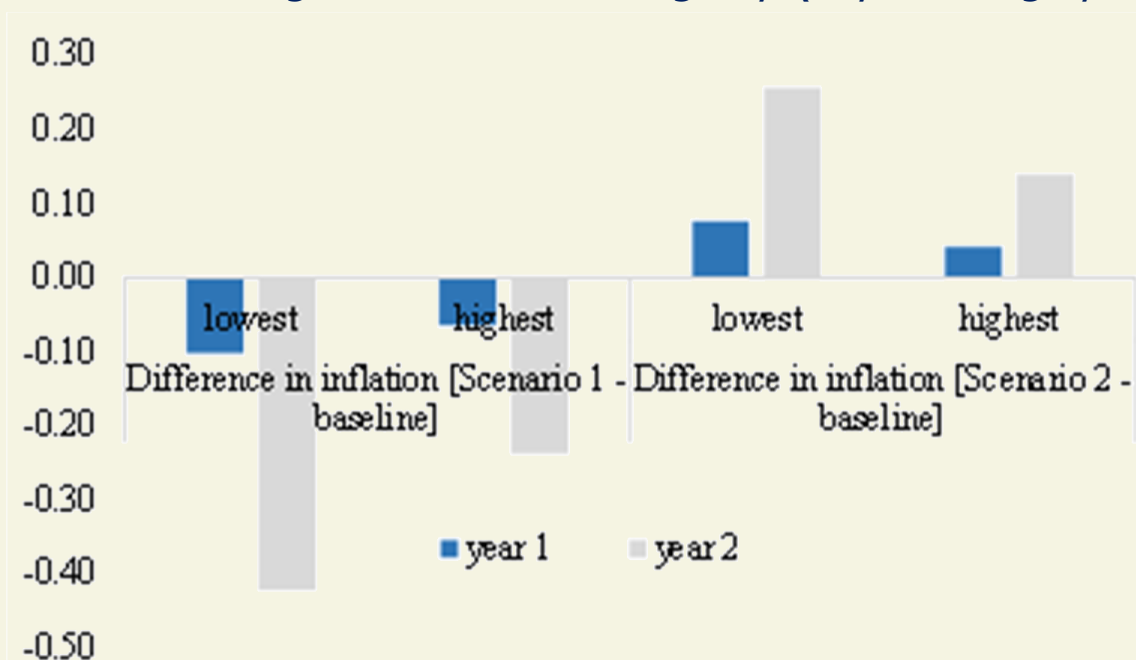 0.30
0.20
0.10
0.00
-0.10
-0.20
-0.30
-0.40
-0.50
lowest highest lowest highest
Difference in inflation [Scenario 1 -
baseline]
Difference in inflation [Scenario 2 -
baseline]
year 1 year 2